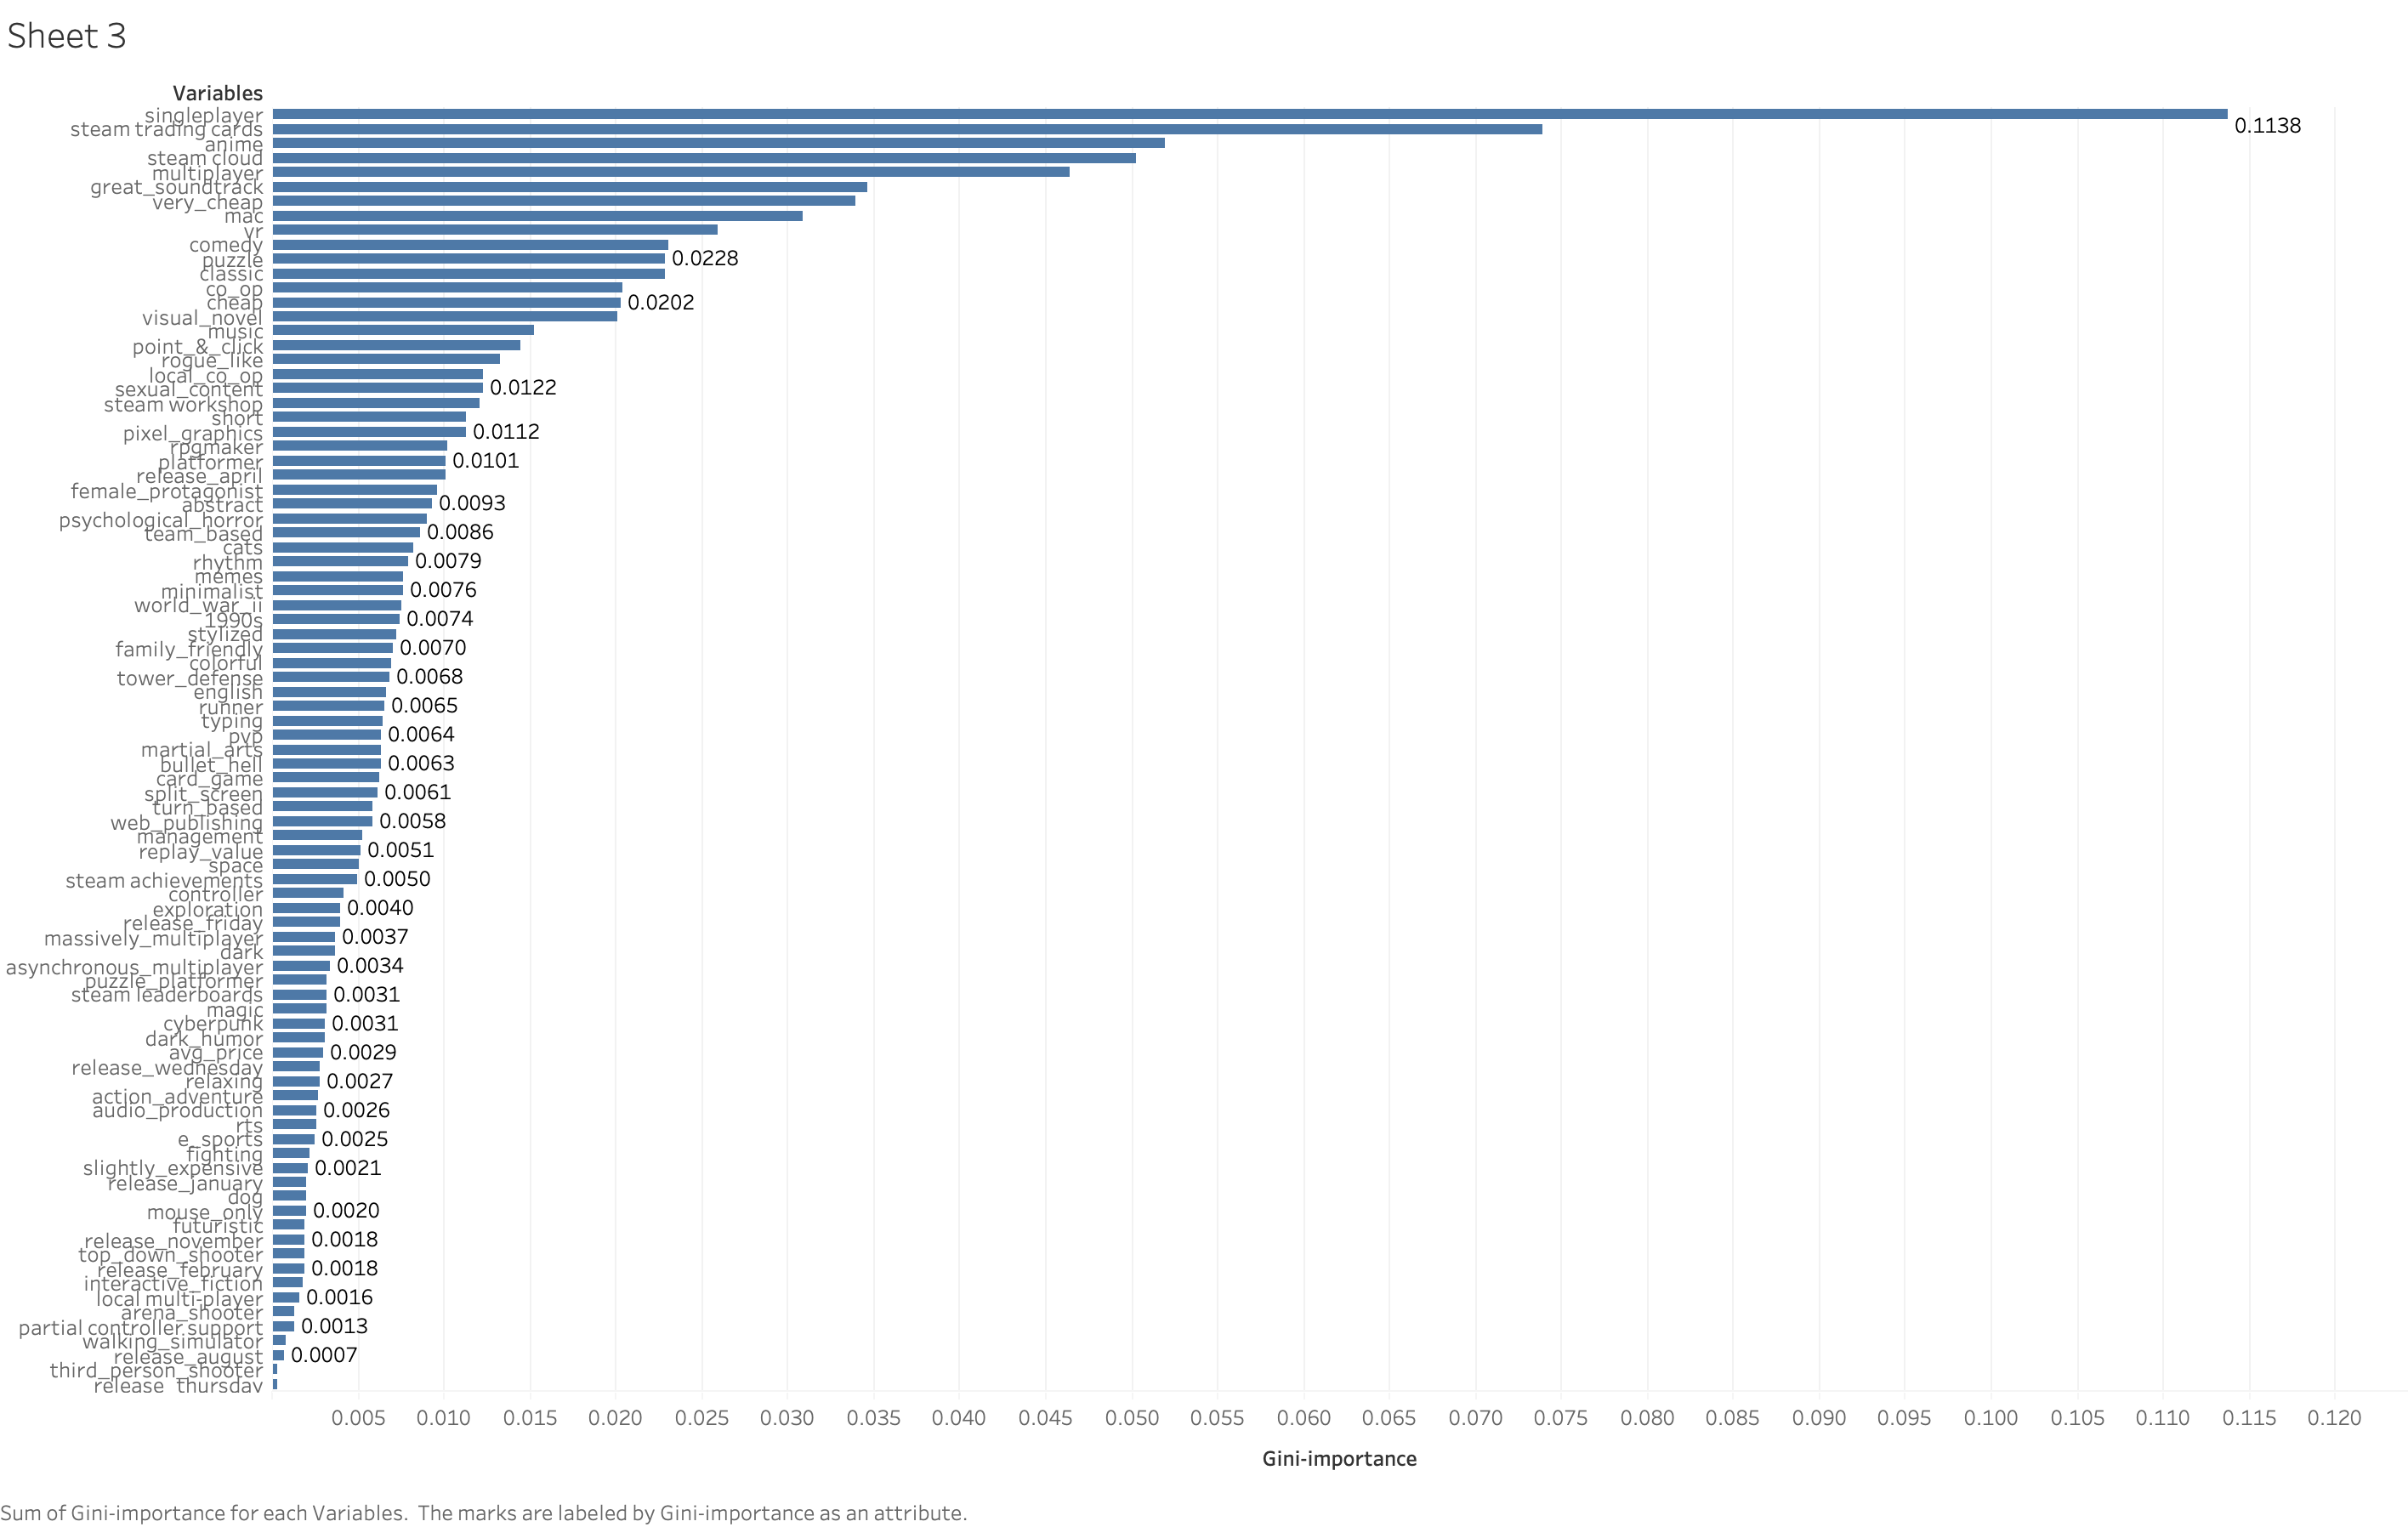 Sheet 3
Variables
singleplayer
0.1138
steam trading cards
anime
steam cloud
multiplayer
great_soundtrack
very_cheap
mac
vr
comedy
puzzle 0.0228
classic
co_op
cheap 0.0202
visual_novel
music
point_&_click
rogue_like
local_co_op
sexual_content 0.0122
steam workshop
short
pixel_graphics 0.0112
rpgmaker
platformer 0.0101
release_april
female_protagonist
abstract 0.0093
psychological_horror
team_based 0.0086
cats
rhythm 0.0079
memes
minimalist 0.0076
world_war_ii
1990s 0.0074
stylized
family_friendly 0.0070
colorful
tower_defense 0.0068
english
runner 0.0065
typing
pvp 0.0064
martial_arts
bullet_hell 0.0063
card_game
split_screen 0.0061
turn_based
web_publishing 0.0058
management
replay_value 0.0051
space
steam achievements 0.0050
controller
exploration 0.0040
release_friday
massively_multiplayer 0.0037
dark
asynchronous_multiplayer 0.0034
puzzle_platformer
steam leaderboards 0.0031
magic
cyberpunk 0.0031
dark_humor
avg_price 0.0029
release_wednesday
relaxing 0.0027
action_adventure
audio_production 0.0026
rts
e_sports 0.0025
fighting
slightly_expensive 0.0021
release_january
dog
mouse_only 0.0020
futuristic
release_november 0.0018
top_down_shooter
release_february 0.0018
interactive_fiction
local multi-player 0.0016
arena_shooter
partial controller support 0.0013
walking_simulator
release_august 0.0007
third_person_shooter
release_thursday
0.005 0.010 0.015 0.020 0.025 0.030 0.035 0.040 0.045 0.050 0.055 0.060 0.065 0.070 0.075 0.080 0.085 0.090 0.095 0.100 0.105 0.110 0.115 0.120
Gini-importance
Sum of Gini-importance for each Variables. The marks are labeled by Gini-importance as an attribute.